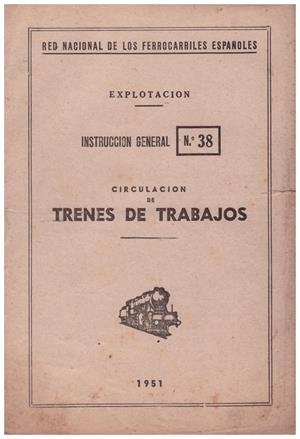 RED NACIONAL DE LOS FERROCARRILES ESPAÑOLES
EXPLOTACION
INSTRUCCION GENERAL N.º 38
CIRCULACION
DE
TRENES DE TRABAJOS
1951